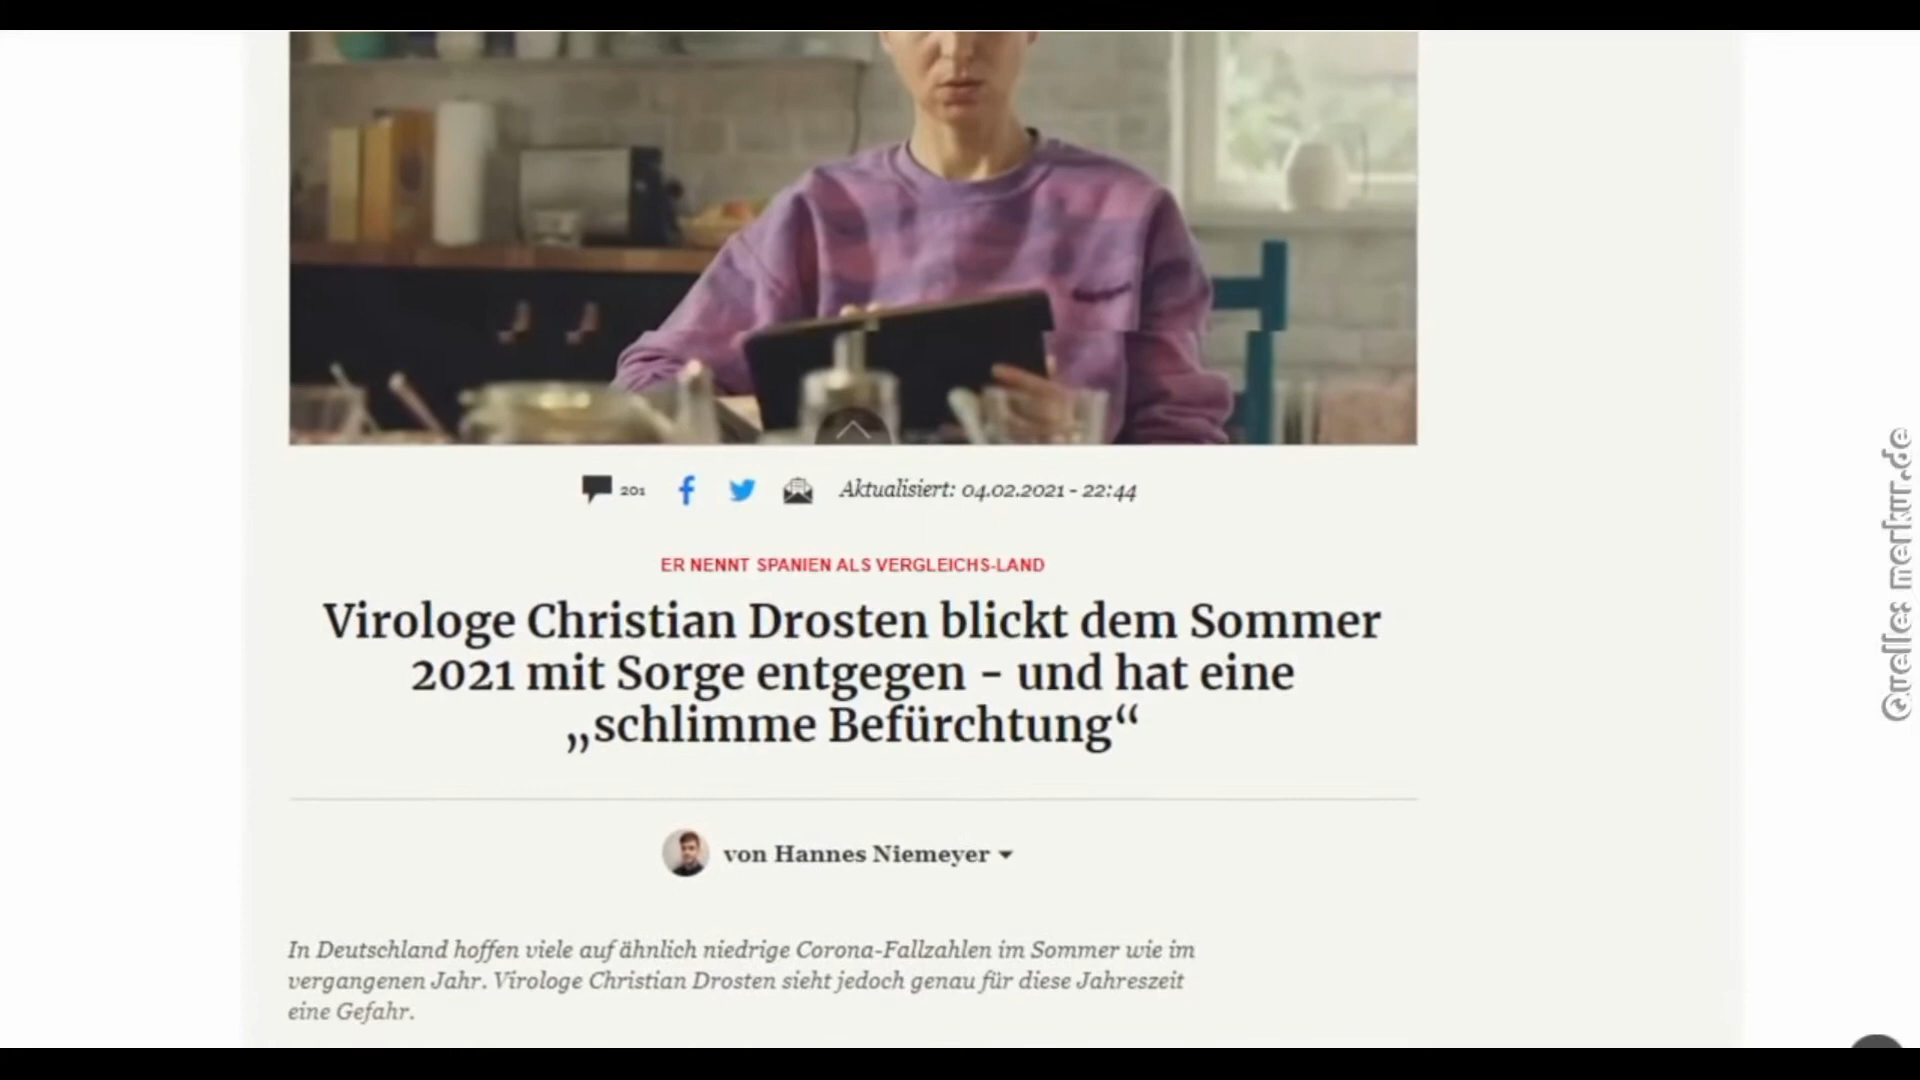 201
Aktualisiert: 04.02.2021 - 22:44
ER NENNT SPANIEN ALS VERGLEICHS-LAND
Virologe Christian Drosten blickt dem Sommer
2021 mit Sorge entgegen - und hat eine
„schlimme Befürchtung“
von Hannes Niemeyer
In Deutschland hoffen viele auf ähnlich niedrige Corona-Fallzahlen im Sommer wie im
vergangenen Jahr. Virologe Christian Drosten sieht jedoch genau für diese Jahreszeit
eine Gefahr.
Quelle: merkur.de